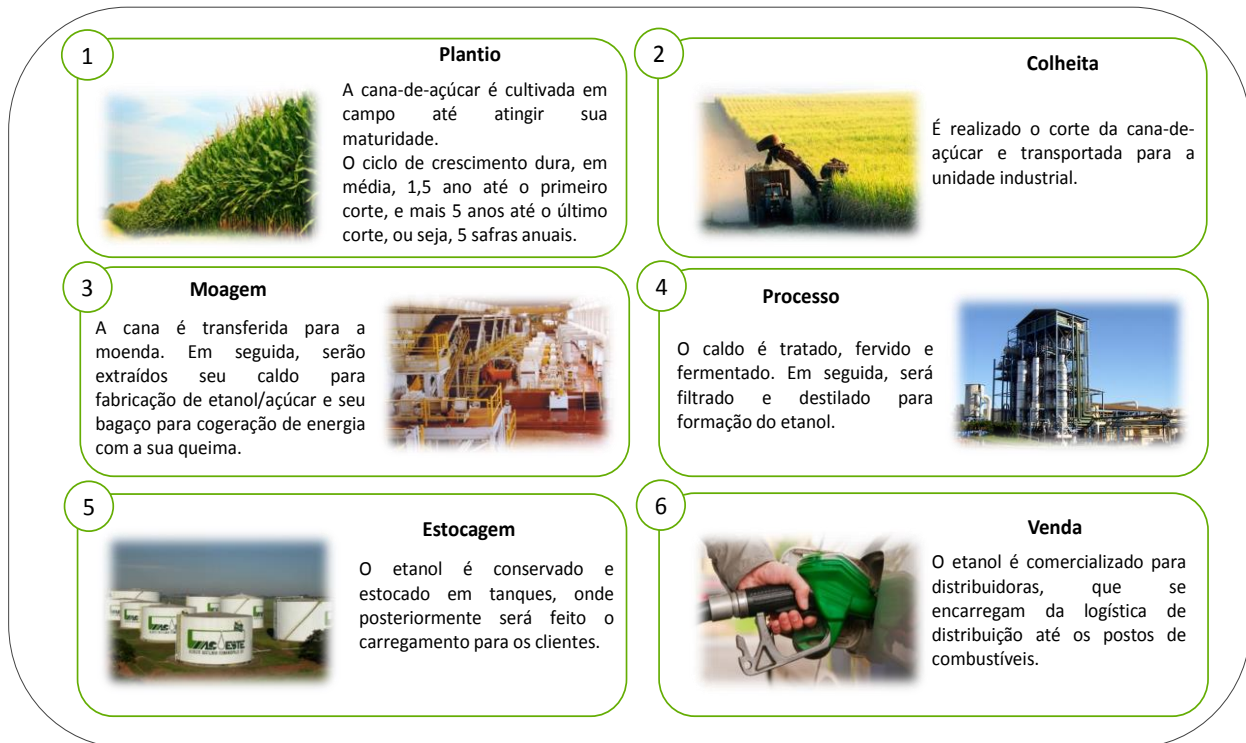 1
Plantio
A cana-de-açúcar é cultivada em
campo até atingir sua
maturidade.
O ciclo de crescimento dura, em
média, 1,5 ano até o primeiro
corte, e mais 5 anos até o último
corte, ou seja, 5 safras anuais.
2
Colheita
É realizado o corte da cana-de-
açúcar e transportada para a
unidade industrial.
3
Moagem
A cana é transferida para a
moenda. Em seguida, serão
extraídos seu caldo para
fabricação de etanol/açúcar e seu
bagaço para cogeração de energia
com a sua queima.
4
Processo
O caldo é tratado, fervido e
fermentado. Em seguida, será
filtrado e destilado para
formação do etanol.
5
Estocagem
O etanol é conservado e
estocado em tanques, onde
posteriormente será feito o
carregamento para os clientes.
6
Venda
O etanol é comercializado para
distribuidoras, que se
encarregam da logística de
distribuição até os postos de
combustíveis.